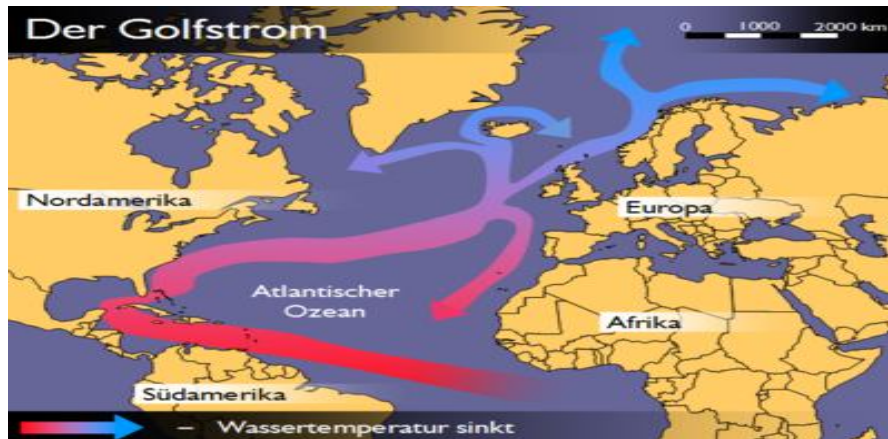 Der Golfstrom
0 1000 2000 km
Nordamerika
Europa
Atlantischer
Ozean
Afrika
Südamerika
– Wassertemperatur sinkt